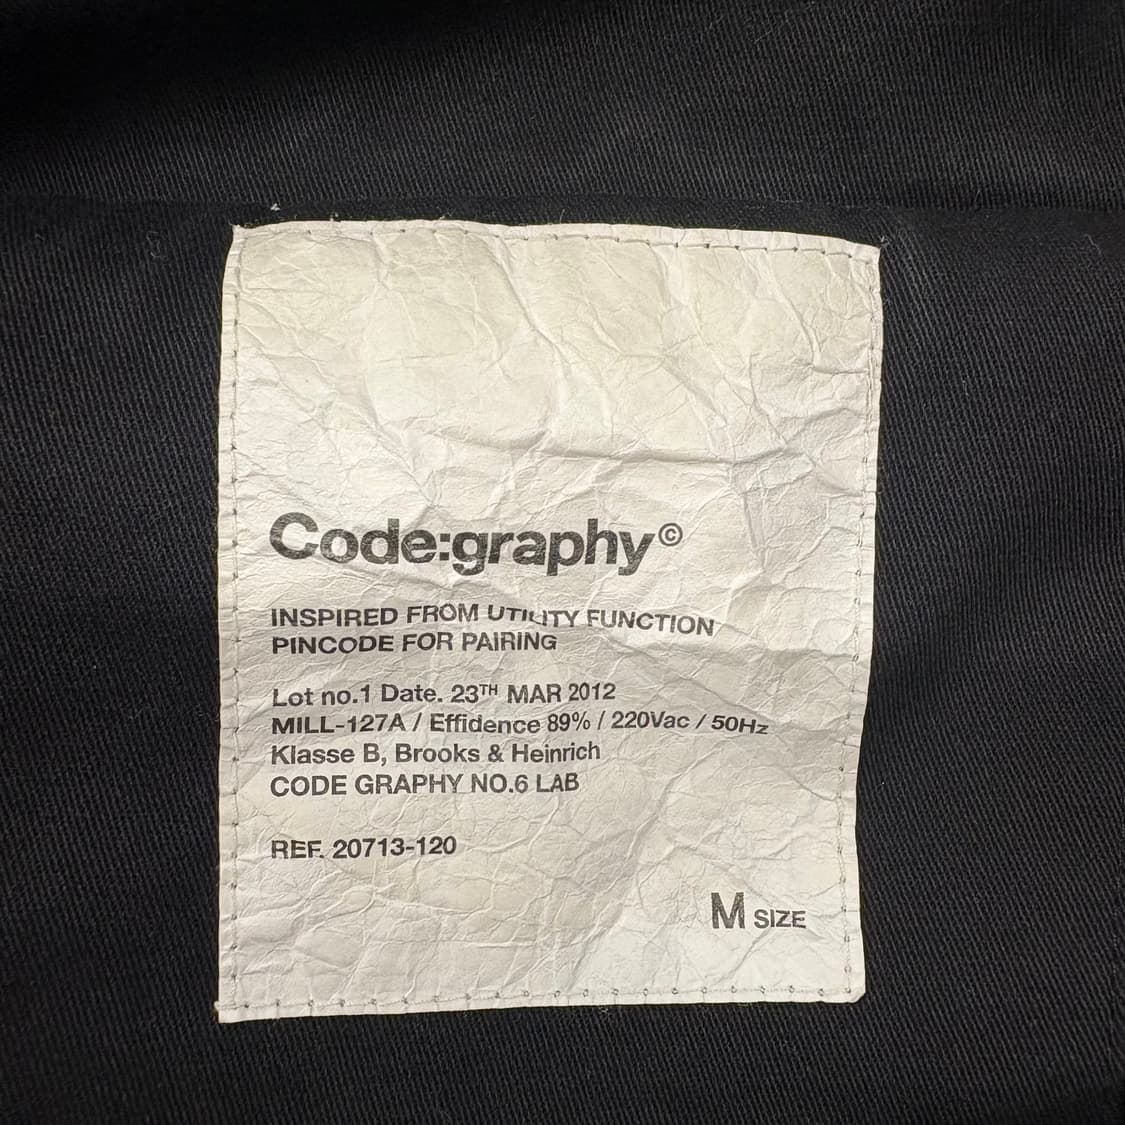 Code:graphy©
INSPIRED FROM UTILITY FUNCTION
PINCODE FOR PAIRING
Lot no.1 Date. 23TH MAR 2012
MILL-127A / Effidence 89% / 220Vac / 50Hz
Klasse B, Brooks & Heinrich
CODE GRAPHY NO.6 LAB
REF. 20713-120
M SIZE